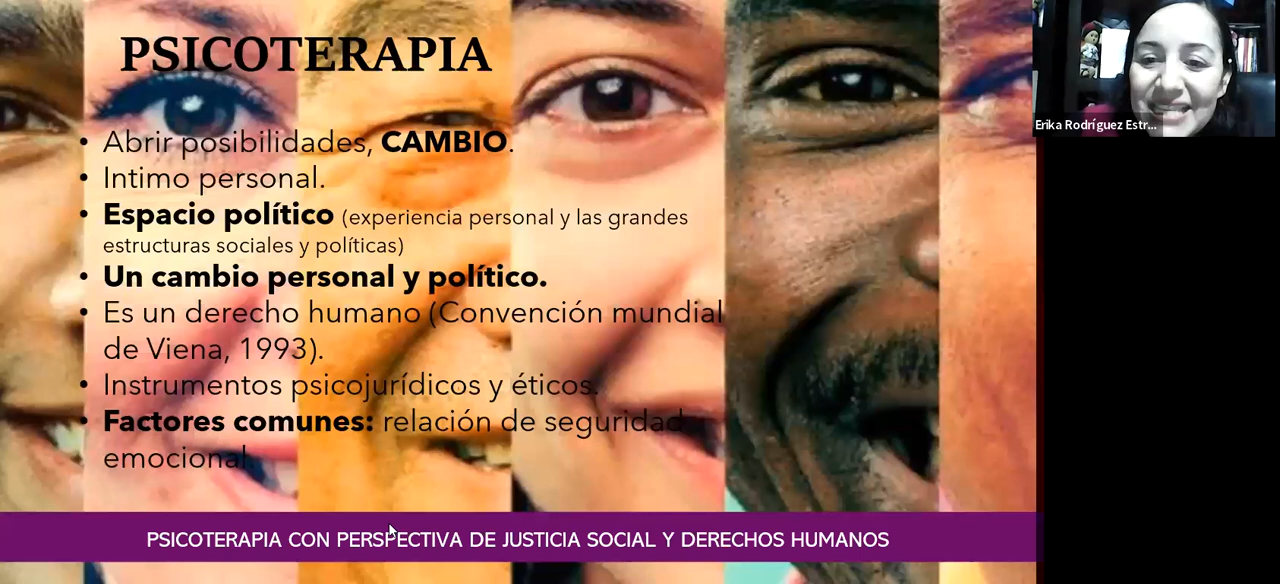 PSICOTERAPIA
• Abrir posibilidades, CAMBIO.
• Intimo personal.
• Espacio político (experiencia personal y las grandes
estructuras sociales y políticas)
• Un cambio personal y político.
• Es un derecho humano (Convención mundial
de Viena, 1993).
• Instrumentos psicojurídicos y éticos.
• Factores comunes: relación de seguridad
emocional.
PSICOTERAPIA CON PERSPECTIVA DE JUSTICIA SOCIAL Y DERECHOS HUMANOS
Erika Rodríguez Estr...